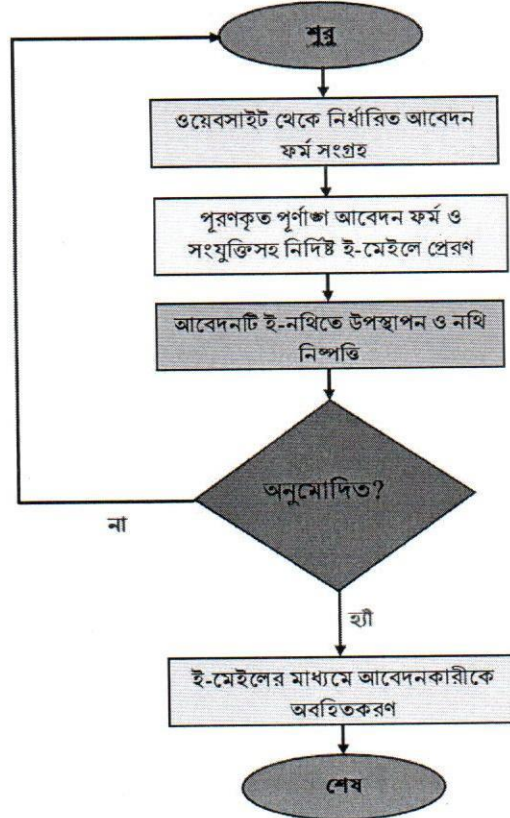 শুরু
ওয়েবসাইট থেকে নির্ধারিত আবেদন
ফর্ম সংগ্রহ
পূরণকৃত পূর্ণাঙ্গ আবেদন ফর্ম ও
সংযুক্তিসহ নির্দিষ্ট ই-মেইলে প্রেরণ
আবেদনটি ই-নথিতে উপস্থাপন ও নথি
নিষ্পত্তি
অনুমোদিত?
না
হ্যাঁ
ই-মেইলের মাধ্যমে আবেদনকারীকে
অবহিতকরণ
শেষ